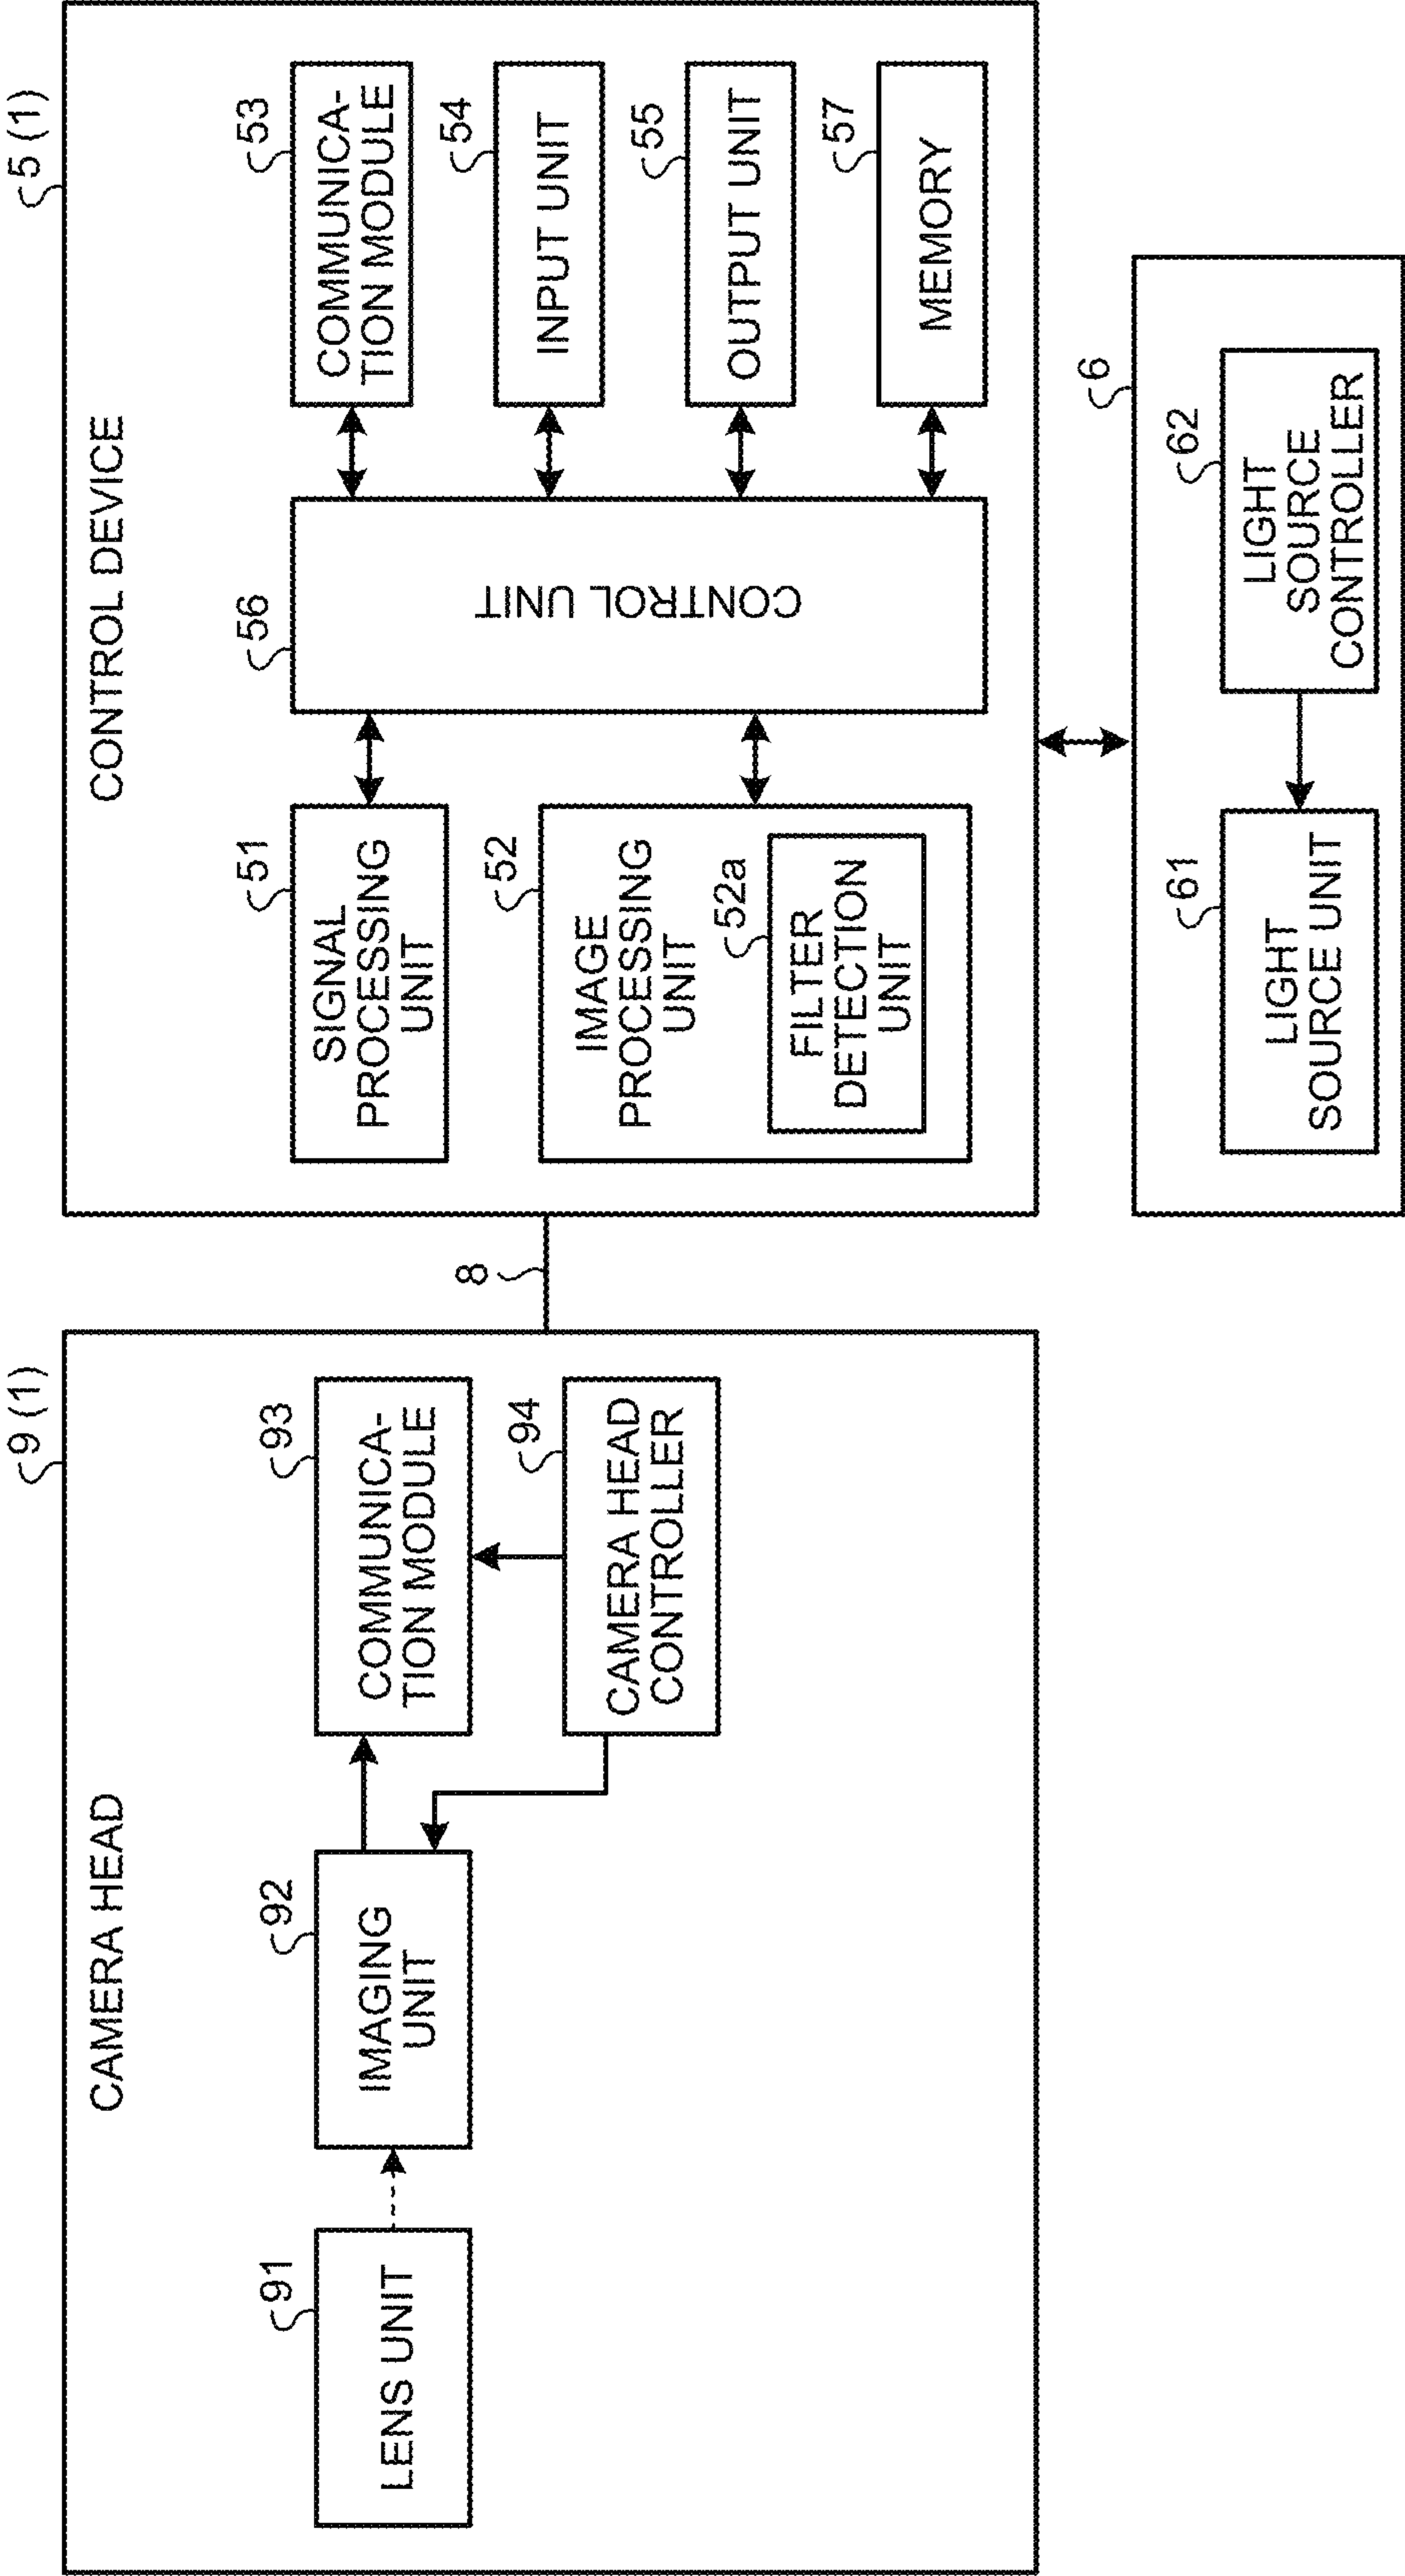 9 (1)
CAMERA HEAD
91
LENS UNIT
92
IMAGING
UNIT
93
COMMUNICA-
TION MODULE
94
CAMERA HEAD
CONTROLLER
8
5 (1)
CONTROL DEVICE
51
SIGNAL
PROCESSING
UNIT
52
IMAGE
PROCESSING
UNIT
52a
FILTER
DETECTION
UNIT
56
CONTROL UNIT
53
COMMUNICA-
TION MODULE
54
INPUT UNIT
55
OUTPUT UNIT
57
MEMORY
6
61
LIGHT
SOURCE UNIT
62
LIGHT
SOURCE
CONTROLLER